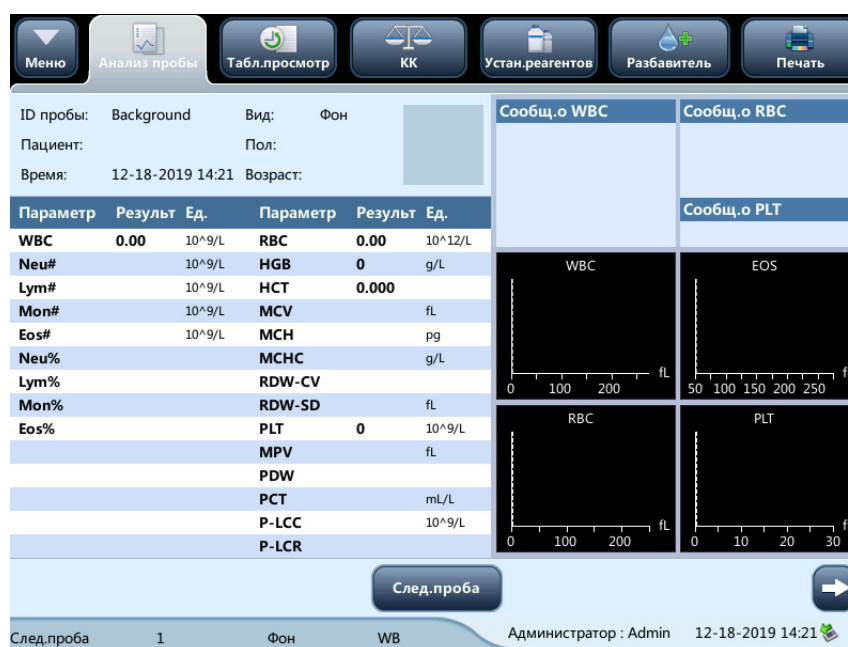 Меню Анализ пробы Табл.просмотр КК Устан.реагентов Разбавитель Печать
ID пробы: Background Вид: Фон
Пациент: Пол:
Время: 12-18-2019 14:21 Возраст:
Сообщ.о WBC Сообщ.о RBC
Сообщ.о PLT
Параметр Результ Ед. Параметр Результ Ед.
WBC 0.00 10^9/L RBC 0.00 10^12/L
Neu# 10^9/L HGB 0 g/L
Lym# 10^9/L HCT 0.000
Mon# 10^9/L MCV fL
Eos# 10^9/L MCH pg
Neu% MCHC g/L
Lym% RDW-CV
Mon% RDW-SD fL
Eos% PLT 0 10^9/L
MPV fL
PDW
PCT mL/L
P-LCC 10^9/L
P-LCR
WBC
fL
0 100 200
EOS
f
50 100 150 200 250
RBC
fL
0 100 200
PLT
f
0 10 20 30
След.проба
След.проба 1 Фон WB Администратор : Admin 12-18-2019 14:21